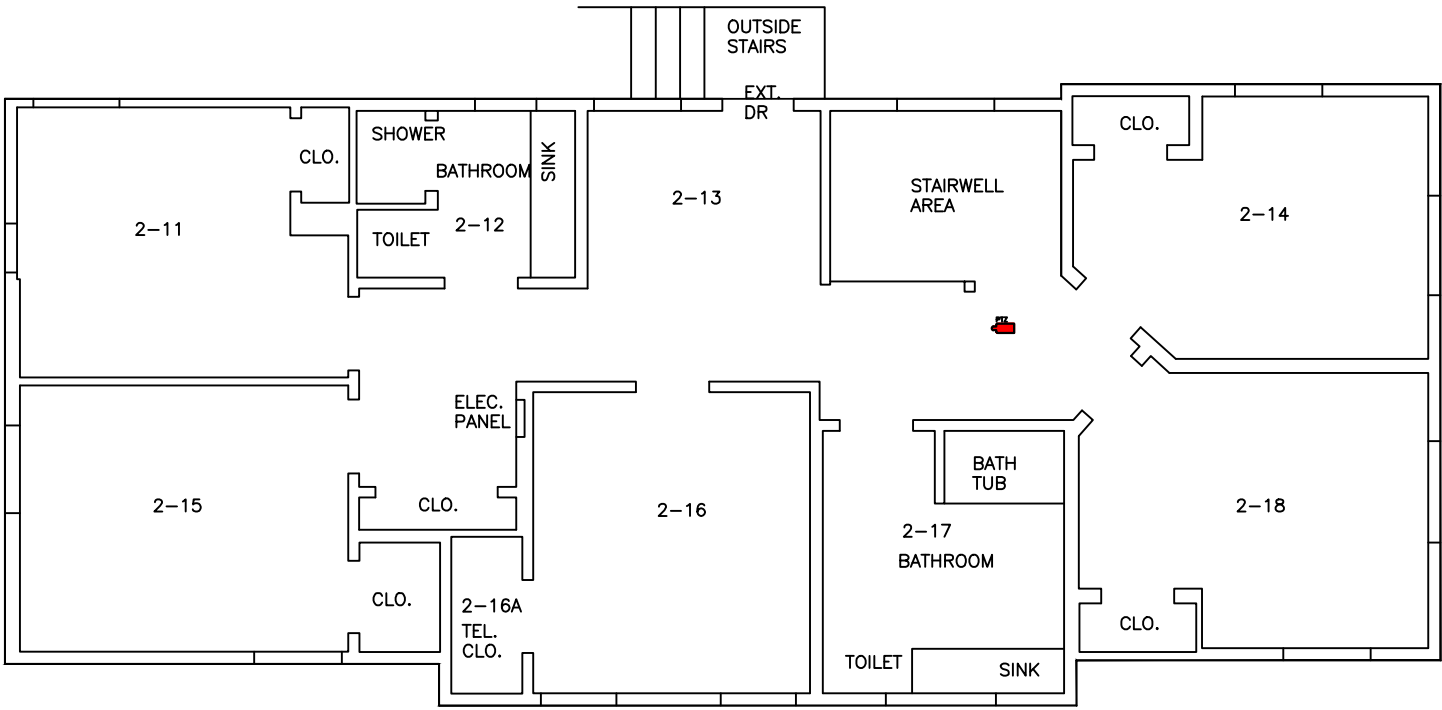 OUTSIDE
STAIRS
EXT.
DR
CLO.
SHOWER
CLO.
BATHROOM
SINK
STAIRWELL
AREA
2-13
2-14
2-11
2-12
TOILET
PTZ
ELEC.
PANEL
BATH
TUB
2-15
CLO.
2-16
2-18
2-17
BATHROOM
CLO.
2-16A
TEL.
CLO.
CLO.
TOILET
SINK